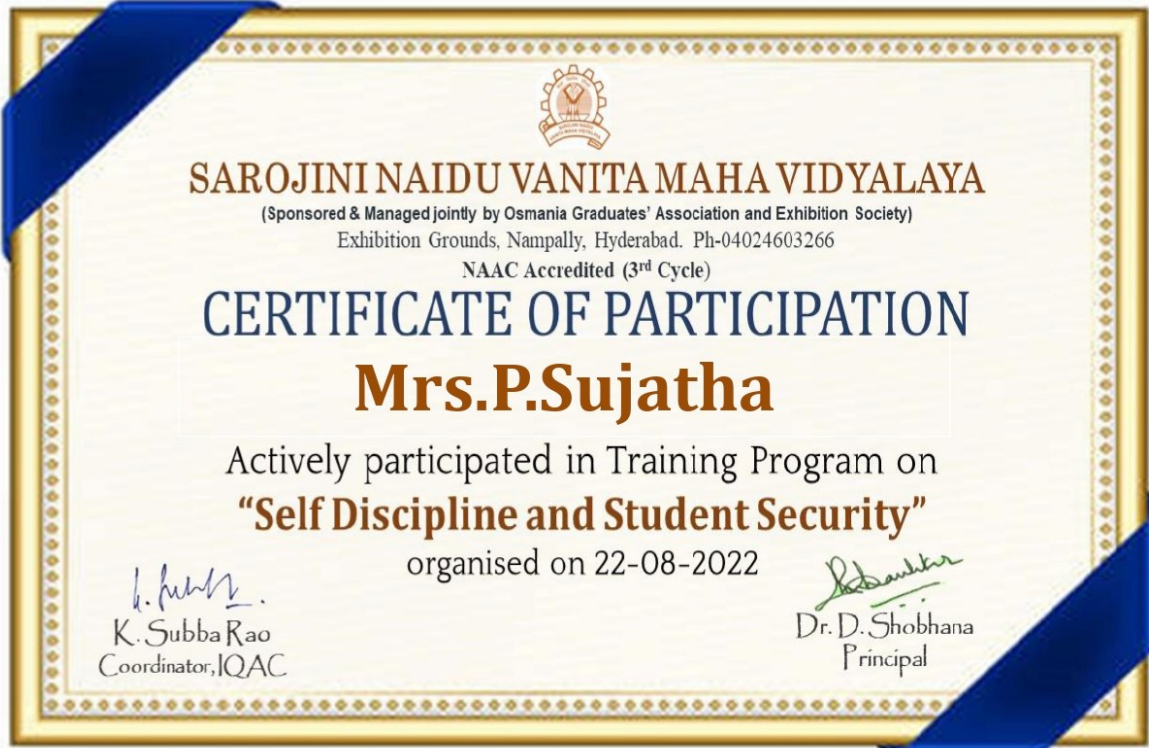 SAROJINI NAIDU VANITA MAHA VIDYALAYA
(Sponsored & Managed jointly by Osmania Graduates' Association and Exhibition Society)
Exhibition Grounds, Nampally, Hyderabad. Ph-04024603266
NAAC Accredited (3rd Cycle)
CERTIFICATE OF PARTICIPATION
Mrs.P.Sujatha
Actively participated in Training Program on
“Self Discipline and Student Security”
organised on 22-08-2022
K. Subba Rao
Coordinator, IQAC
Dr. D. Shobhana
Principal